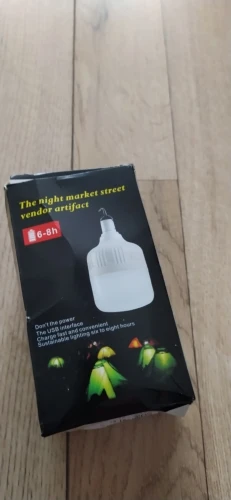 The night market street
vendor artifact
6-8h
Don't the power
The USB interface
Charge fast and convenient
Sustainable lighting six to eight hours